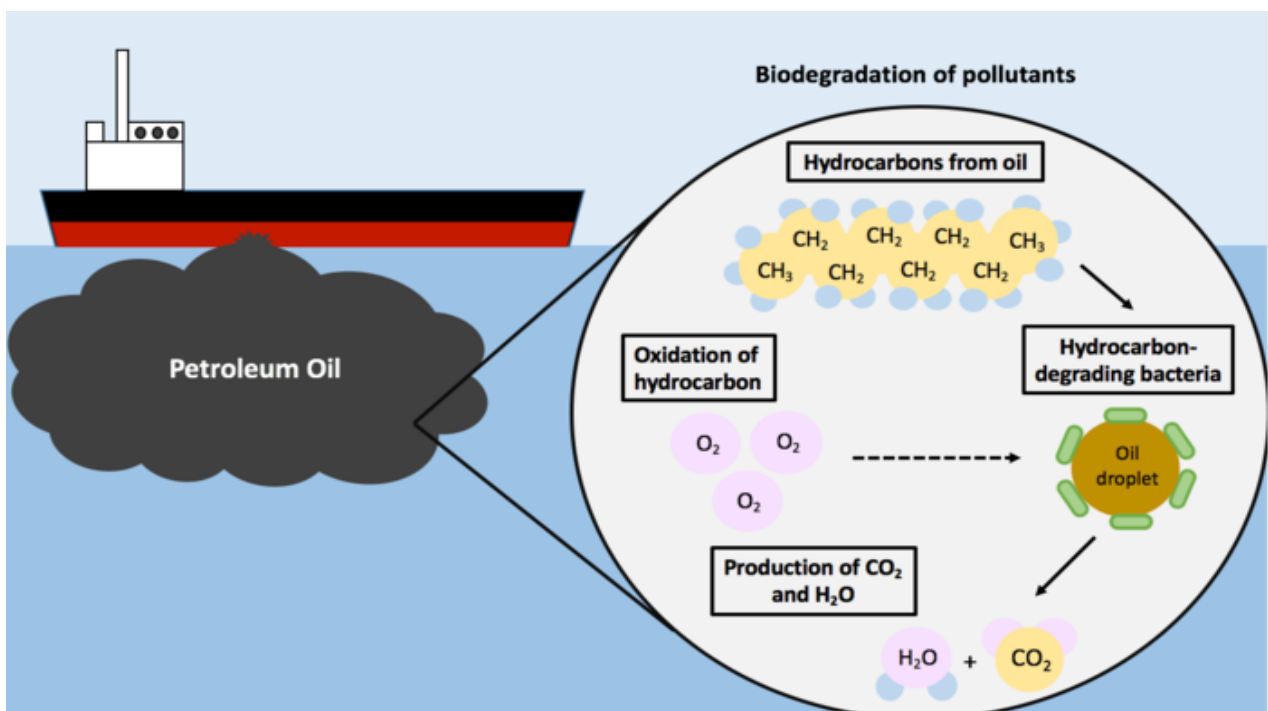 Biodegradation of pollutants
Hydrocarbons from oil
CH₂
CH₂
CH₂
CH₃
CH₃
CH₂
CH₂
CH₂
Petroleum Oil
Oxidation of
hydrocarbon
Hydrocarbon-
degrading bacteria
O₂
O₂
O₂
Oil
droplet
Production of CO₂
and H₂O
H₂O + CO₂